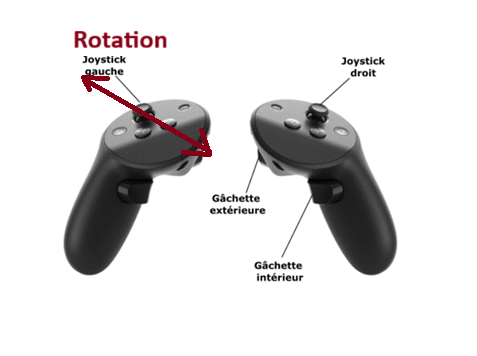 Rotation
Joystick
gauche
Joystick
droit
Gâchette
extérieure
Gâchette
intérieur